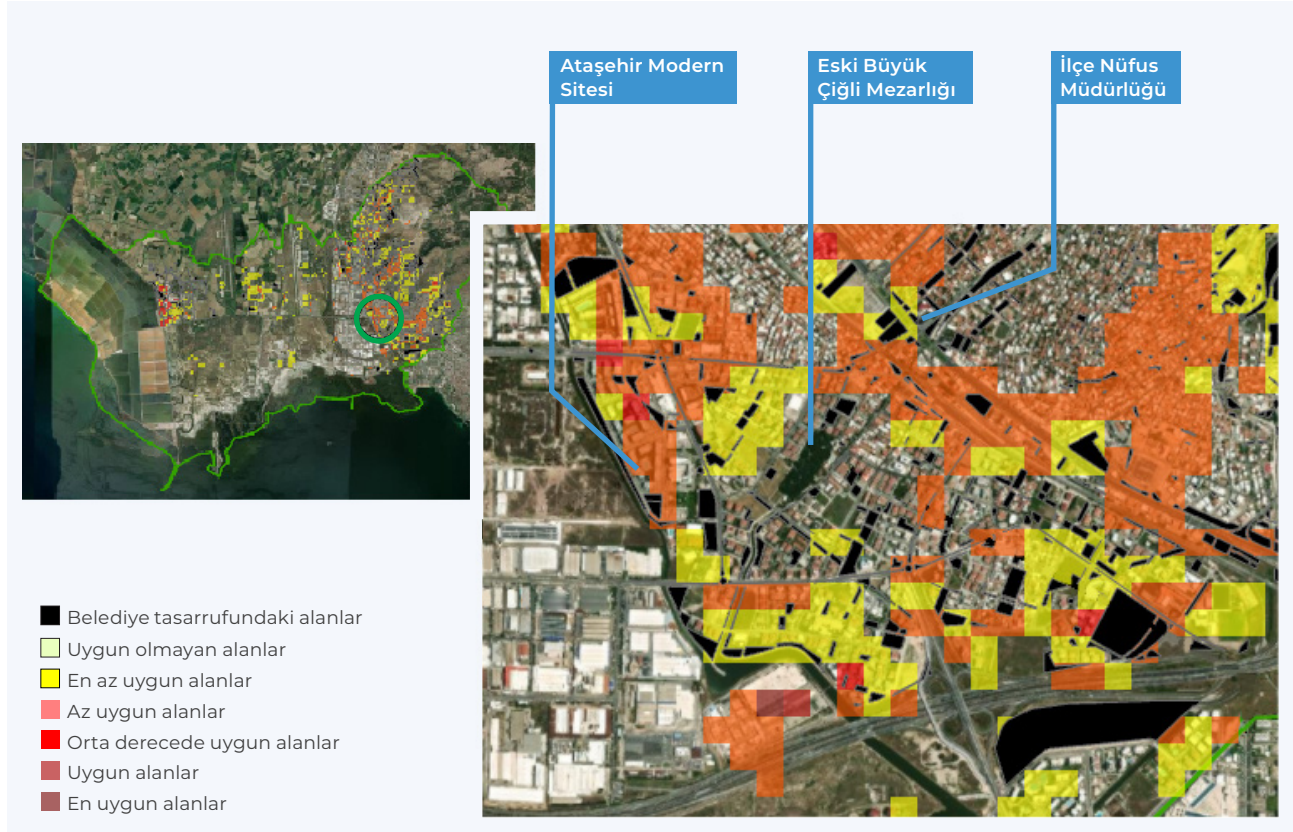 Ataşehir Modern
Sitesi
Eski Büyük
Çiğli Mezarlığı
İlçe Nüfus
Müdürlüğü
Belediye tasarrufundaki alanlar
Uygun olmayan alanlar
En az uygun alanlar
Az uygun alanlar
Orta derecede uygun alanlar
Uygun alanlar
En uygun alanlar